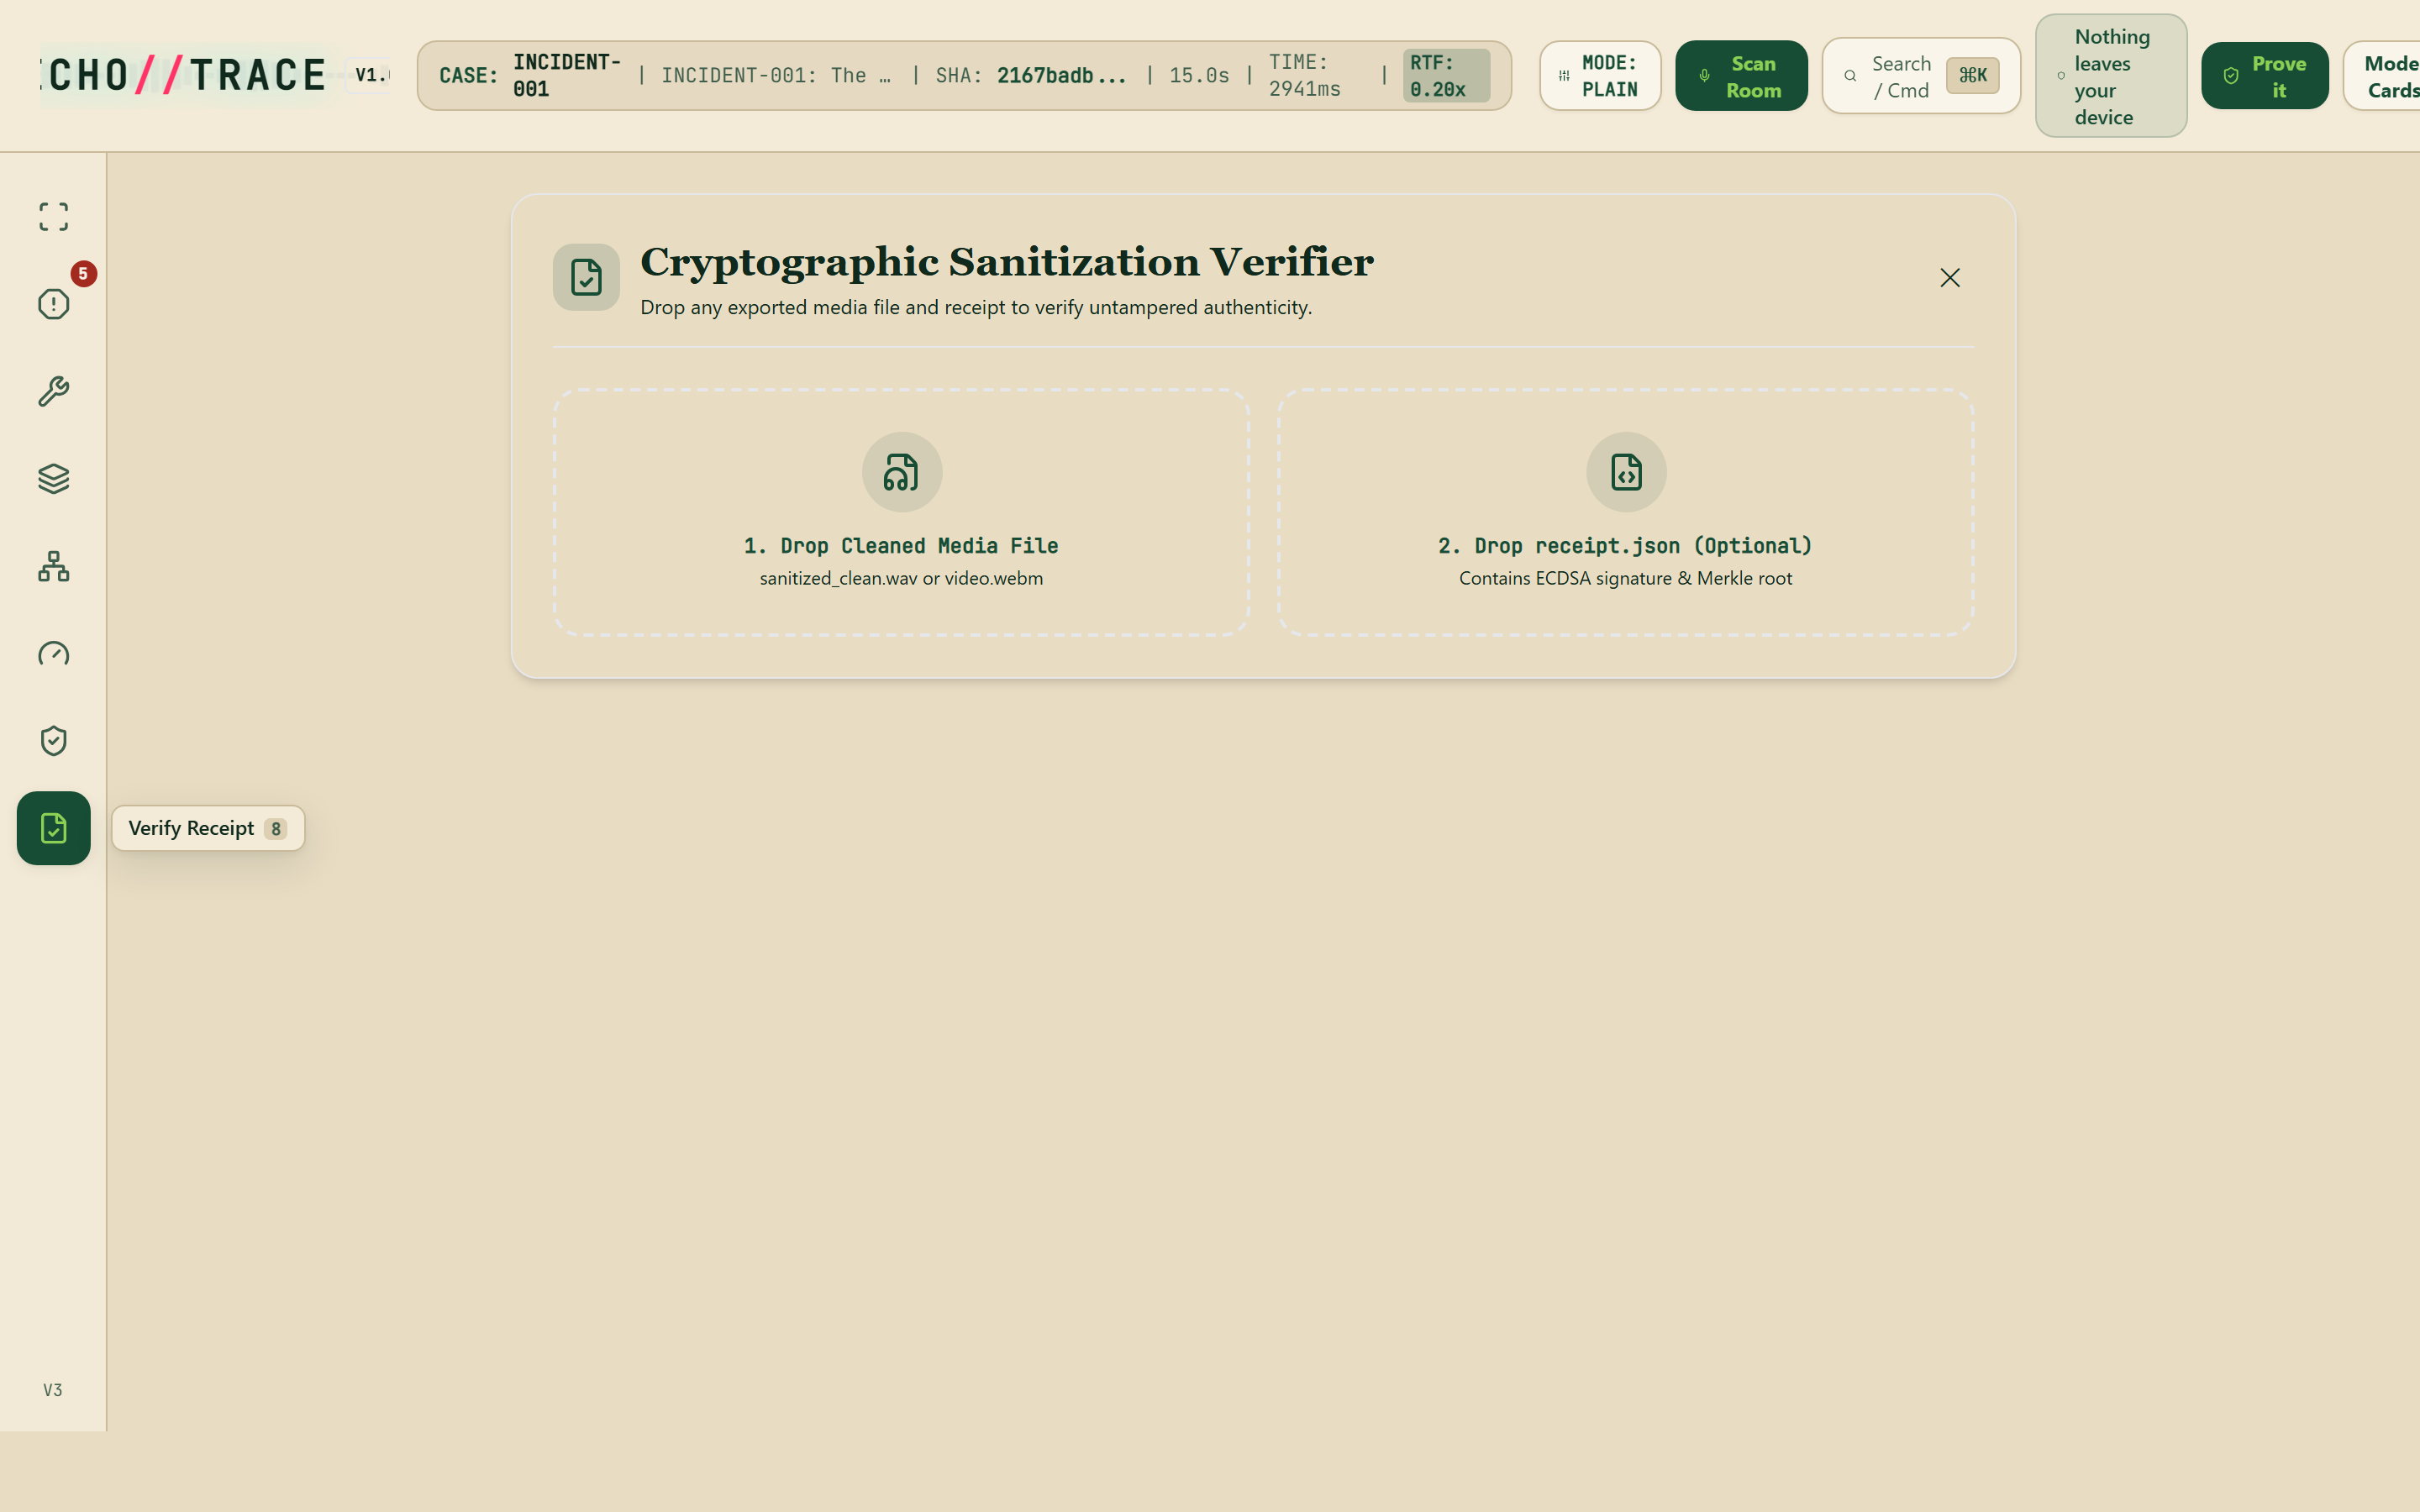 CHO//TRACE V1.
CASE: INCIDENT-001 | INCIDENT-001: The … | SHA: 2167badb... | 15.0s | TIME: 2941ms | RTF: 0.20x
MODE: PLAIN
Scan Room
Search / Cmd ⌘K
Nothing leaves your device
Prove it
Mode Cards
5
Cryptographic Sanitization Verifier
Drop any exported media file and receipt to verify untampered authenticity.
1. Drop Cleaned Media File
sanitized_clean.wav or video.webm
2. Drop receipt.json (Optional)
Contains ECDSA signature & Merkle root
Verify Receipt 8
V3